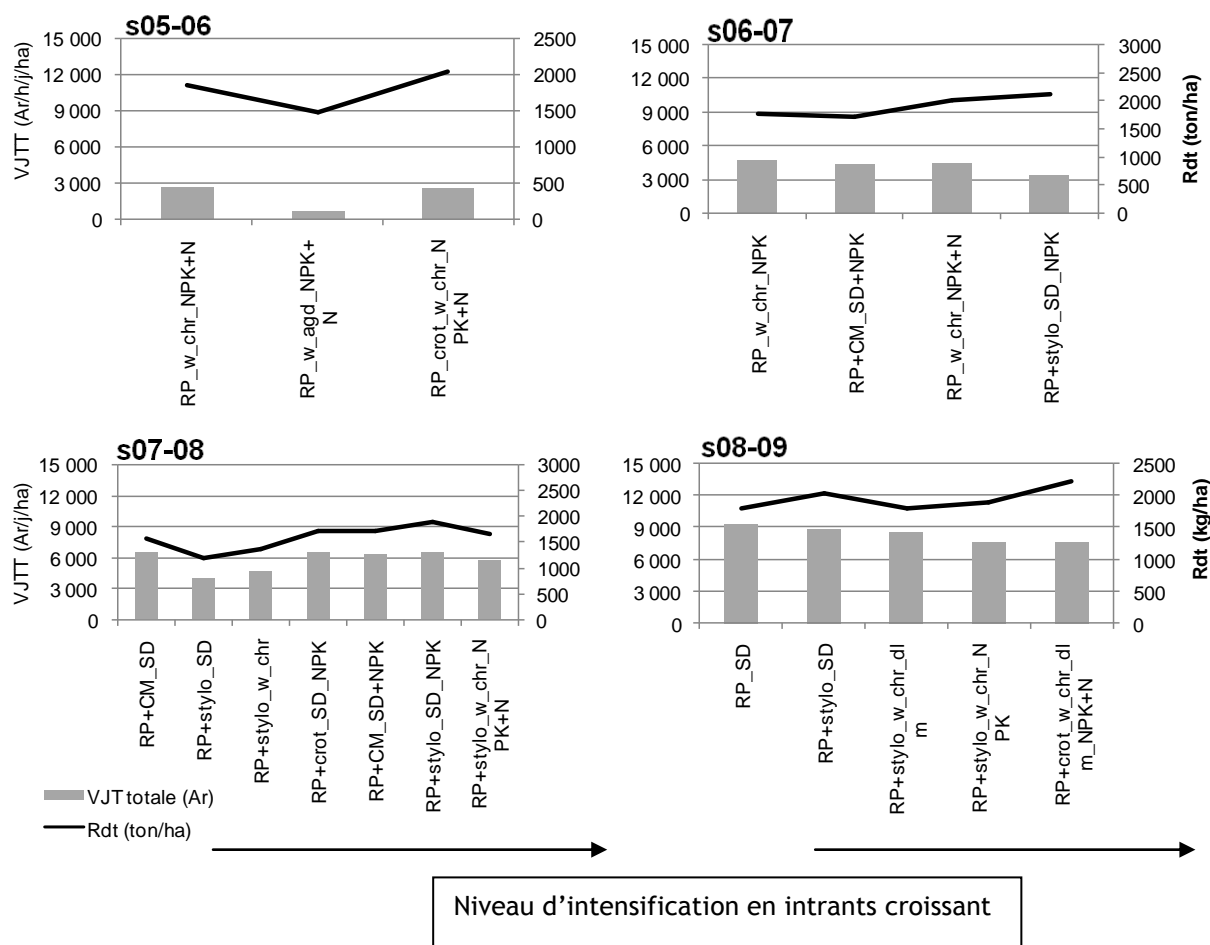 s05-06
15 000
12 000
9 000
6 000
3 000
0
VJTT (Ar/h/j/ha)
2500
2000
1500
1000
500
0
RP_w_chr_NPK+N
RP_w_agd_NPK+
N
RP_crot_w_chr_N
PK+N
s06-07
15 000
12 000
9 000
6 000
3 000
0
3000
2500
2000
1500
1000
500
0
Rdt (ton/ha)
RP_w_chr_NPK
RP+CM_SD+NPK
RP_w_chr_NPK+N
RP+stylo_SD_NPK
s07-08
15 000
12 000
9 000
6 000
3 000
0
VJTT (Ar/j/ha)
3000
2500
2000
1500
1000
500
0
RP+CM_SD
RP+stylo_SD
RP+stylo_w_chr
RP+crot_SD_NPK
RP+CM_SD+NPK
RP+stylo_SD_NPK
RP+stylo_w_chr_N
PK+N
s08-09
15 000
12 000
9 000
6 000
3 000
0
2500
2000
1500
1000
500
0
Rdt (kg/ha)
RP_SD
RP+stylo_SD
RP+stylo_w_chr_dl
m
RP+stylo_w_chr_N
PK
RP+crot_w_chr_dl
m_NPK+N
VJT totale (Ar)
Rdt (ton/ha)
Niveau d'intensification en intrants croissant